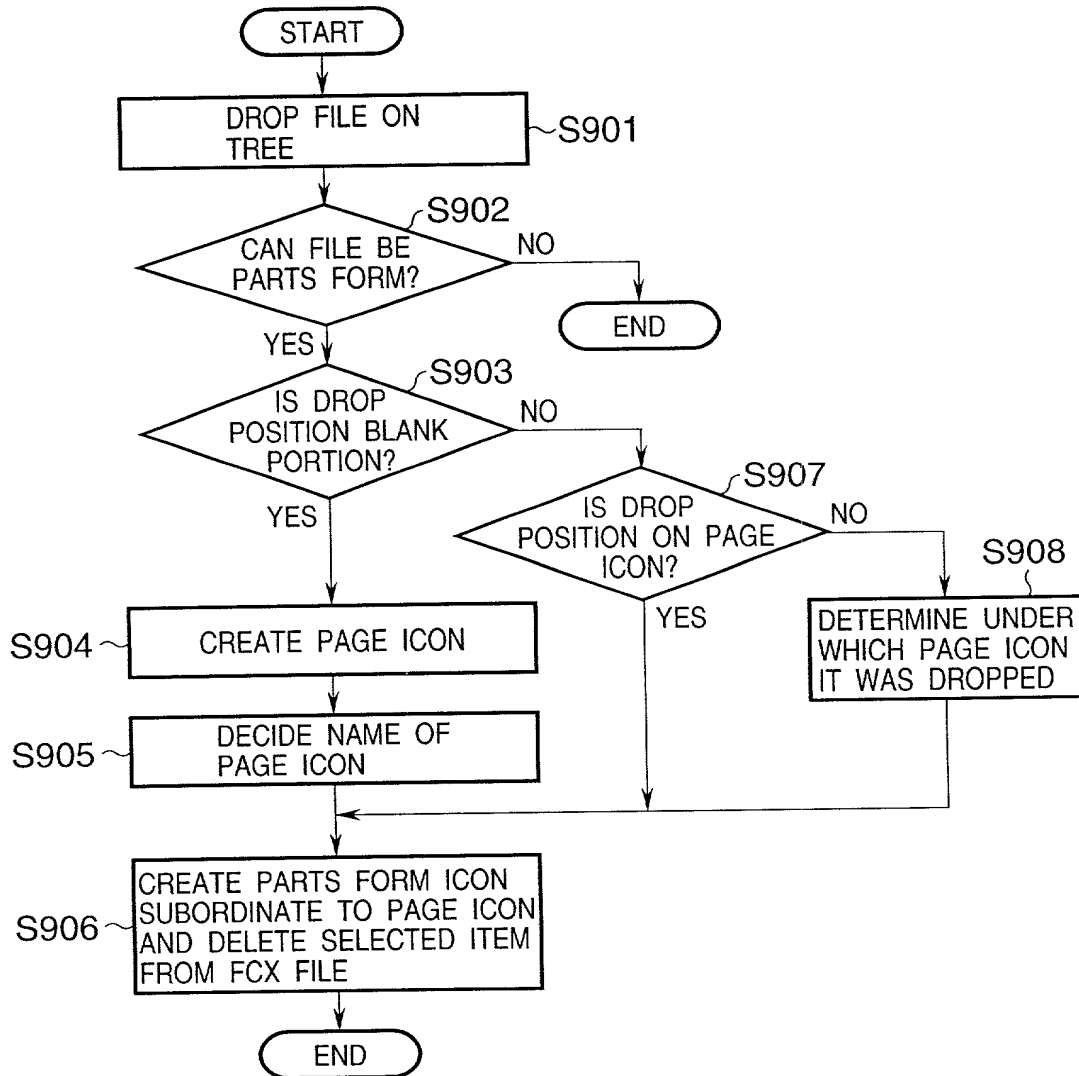 START
DROP FILE ON
TREE
S901
S902
CAN FILE BE
PARTS FORM?
NO
END
YES
S903
IS DROP
POSITION BLANK
PORTION?
NO
YES
S907
IS DROP
POSITION ON PAGE
ICON?
NO
YES
S908
DETERMINE UNDER
WHICH PAGE ICON
IT WAS DROPPED
S904
CREATE PAGE ICON
S905
DECIDE NAME OF
PAGE ICON
S906
CREATE PARTS FORM ICON
SUBORDINATE TO PAGE ICON
AND DELETE SELECTED ITEM
FROM FCX FILE
END